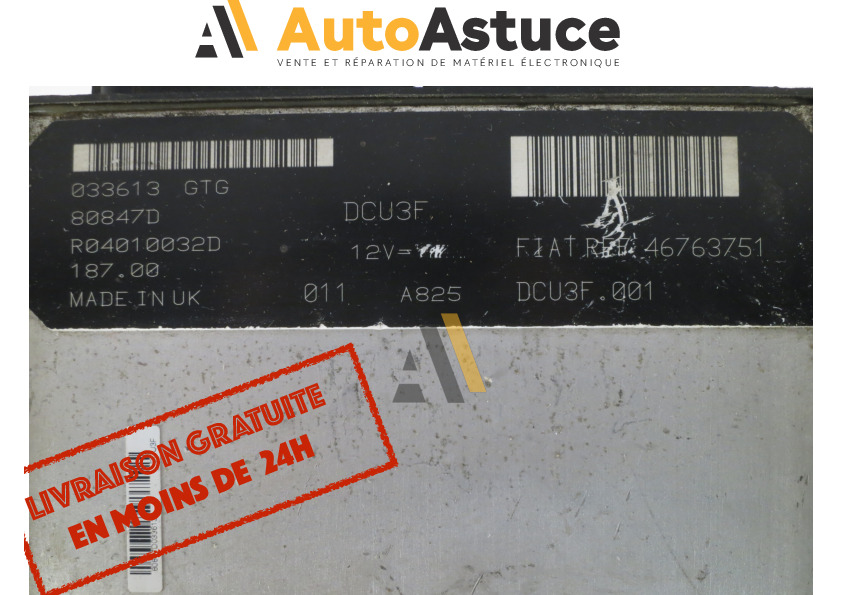 AutoAstuce
VENTE ET RÉPARATION DE MATÉRIEL ÉLECTRONIQUE
033613 GTG
80847D
R04010032D
187.00
MADE IN UK
DCU3F
12V=
011 A825
FIAT REF 46763751
DCU3F.001
LIVRAISON GRATUITE
EN MOINS DE 24H